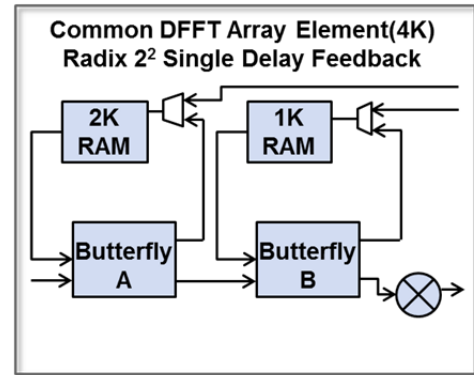 Common DFFT Array Element(4K)
Radix 2² Single Delay Feedback
2K
RAM
1K
RAM
Butterfly
A
Butterfly
B